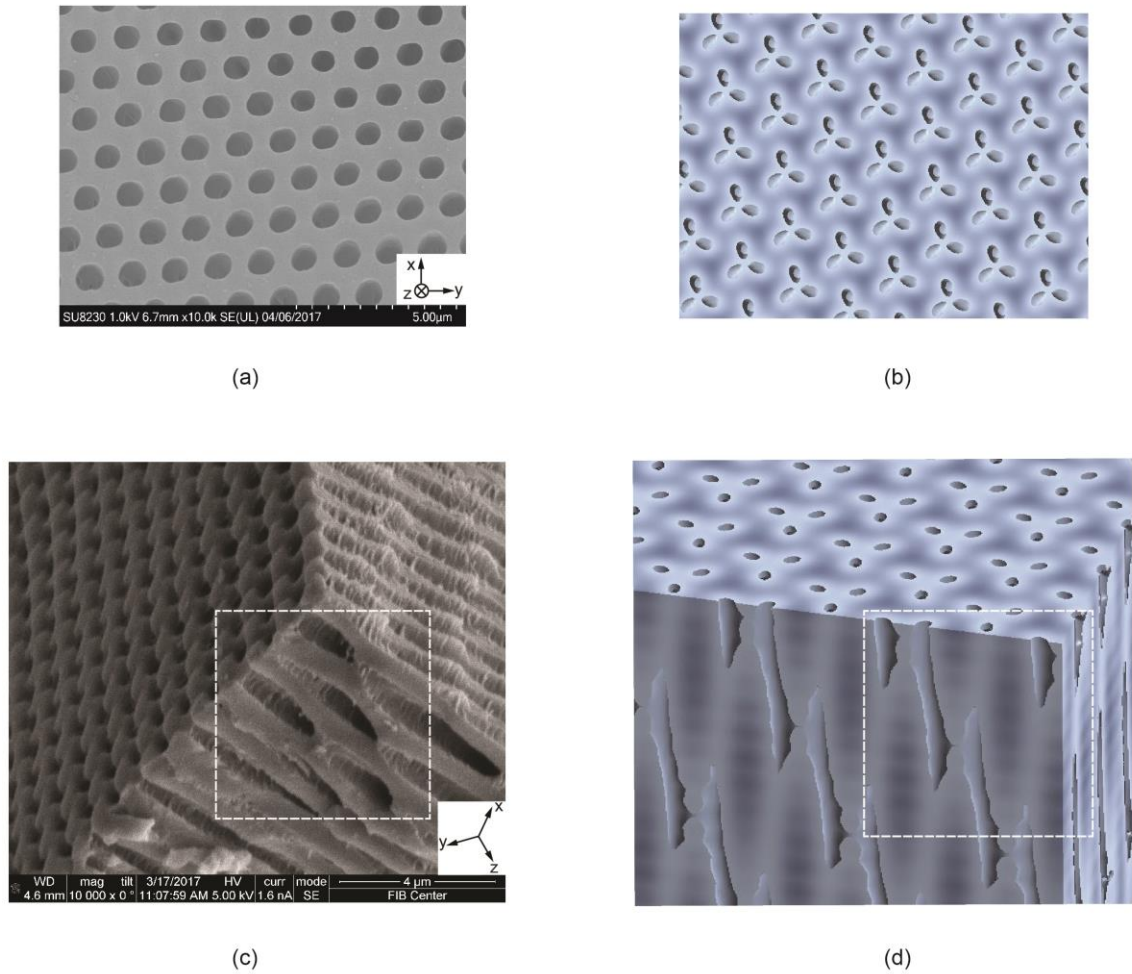 x
z y
SU8230 1.0kV 6.7mm x10.0k SE(UL) 04/06/2017 5.00µm
(a)
(b)
x
y
z
WD mag tilt 3/17/2017 HV curr mode 4 µm
4.6 mm 10 000 x 0 ° 11:07:59 AM 5.00 kV 1.6 nA SE FIB Center
(c)
(d)